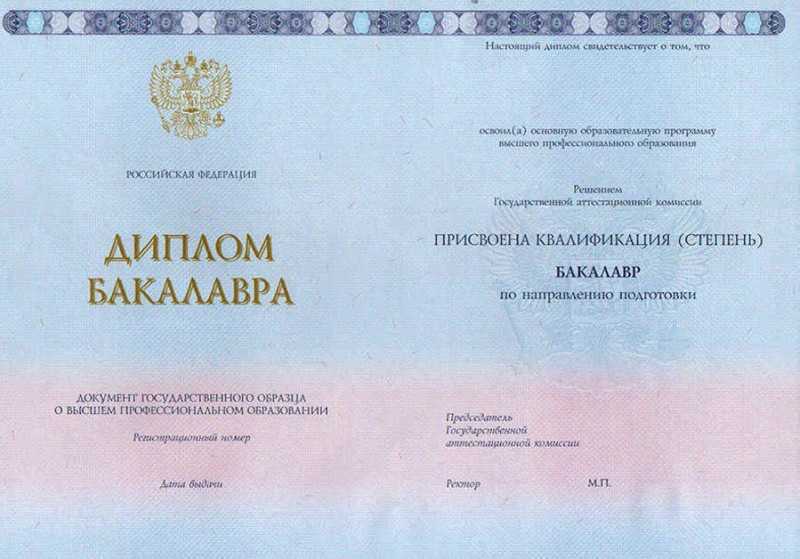 РОССИЙСКАЯ ФЕДЕРАЦИЯ
ДИПЛОМ
БАКАЛАВРА
ДОКУМЕНТ ГОСУДАРСТВЕННОГО ОБРАЗЦА
О ВЫСШЕМ ПРОФЕССИОНАЛЬНОМ ОБРАЗОВАНИИ
Регистрационный номер
Дата выдачи
Настоящий диплом свидетельствует о том, что
освоил(а) основную образовательную программу
высшего профессионального образования
Решением
Государственной аттестационной комиссии
ПРИСВОЕНА КВАЛИФИКАЦИЯ (СТЕПЕНЬ)
БАКАЛАВР
по направлению подготовки
Председатель
Государственной
аттестационной комиссии
Ректор М.П.